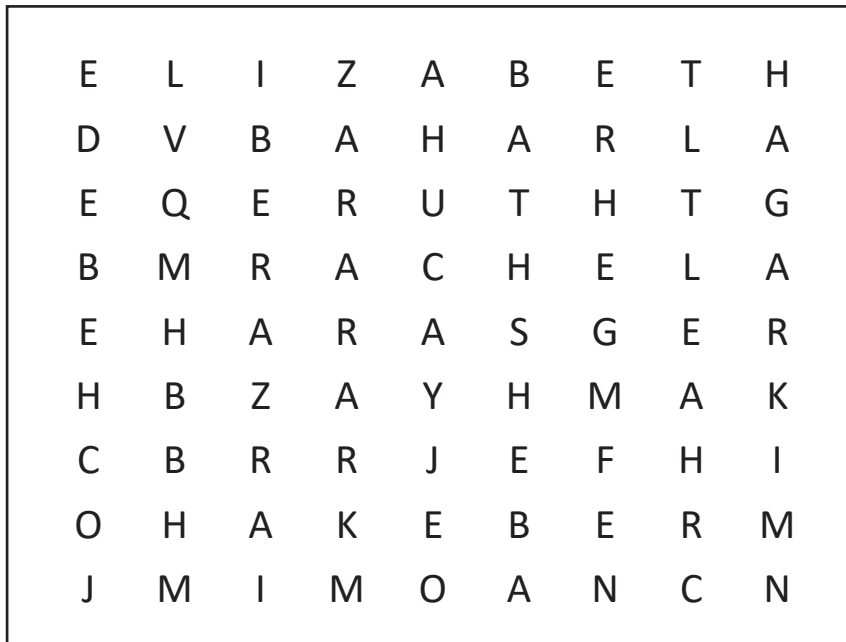 E L I Z A B E T H
D V B A H A R L A
E Q E R U T H T G
B M R A C H E L A
E H A R A S G E R
H B Z A Y H M A K
C B R R J E F H I
O H A K E B E R M
J M I M O A N C N